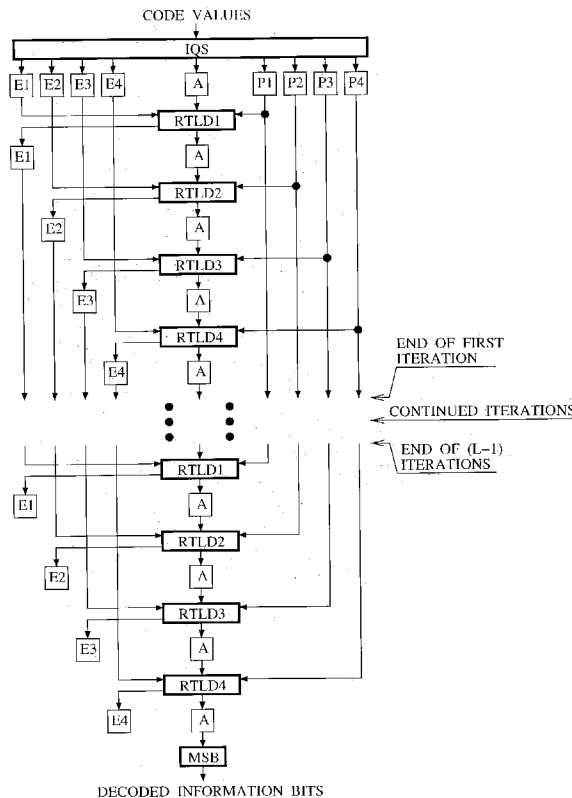 CODE VALUES
IQS
E1 E2 E3 E4 A P1 P2 P3 P4
RTLD1
E1 A
RTLD2
E2 A
RTLD3
E3 A
RTLD4
E4 A
END OF FIRST
ITERATION
CONTINUED ITERATIONS
END OF (L-1)
ITERATIONS
RTLD1
E1 A
RTLD2
E2 A
RTLD3
E3 A
RTLD4
E4 A
MSB
DECODED INFORMATION BITS